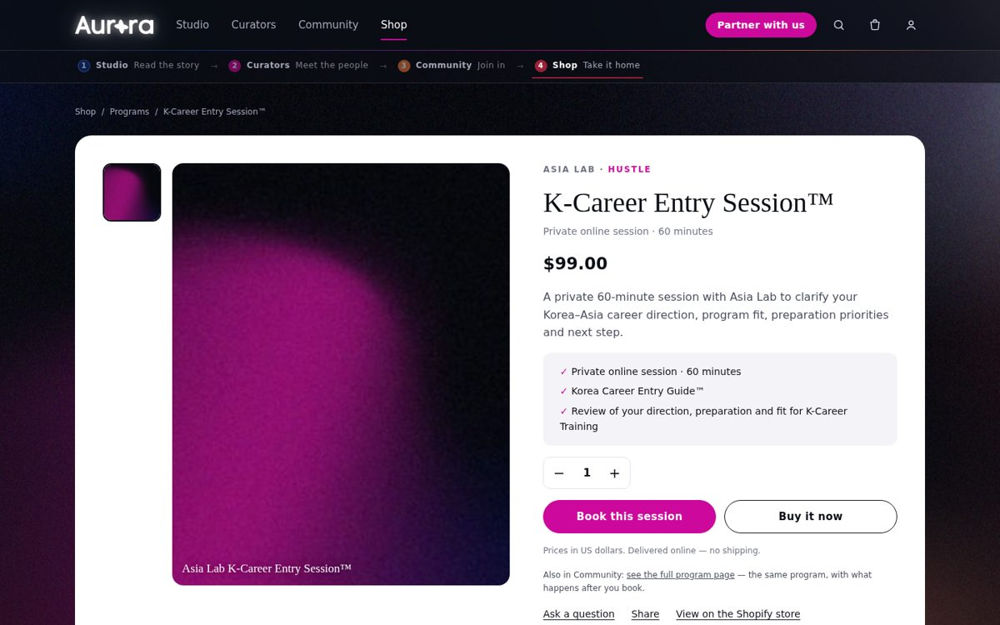 Aurora
Studio
Curators
Community
Shop
Partner with us
1 Studio Read the story →
2 Curators Meet the people →
3 Community Join in →
4 Shop Take it home
Shop / Programs / K-Career Entry Session™
ASIA LAB · HUSTLE
K-Career Entry Session™
Private online session · 60 minutes
$99.00
A private 60-minute session with Asia Lab to clarify your
Korea–Asia career direction, program fit, preparation priorities
and next step.
✓ Private online session · 60 minutes
✓ Korea Career Entry Guide™
✓ Review of your direction, preparation and fit for K-Career
Training
− 1 +
Book this session
Buy it now
Prices in US dollars. Delivered online — no shipping.
Also in Community: see the full program page — the same program, with what
happens after you book.
Ask a question
Share
View on the Shopify store
Asia Lab K-Career Entry Session™